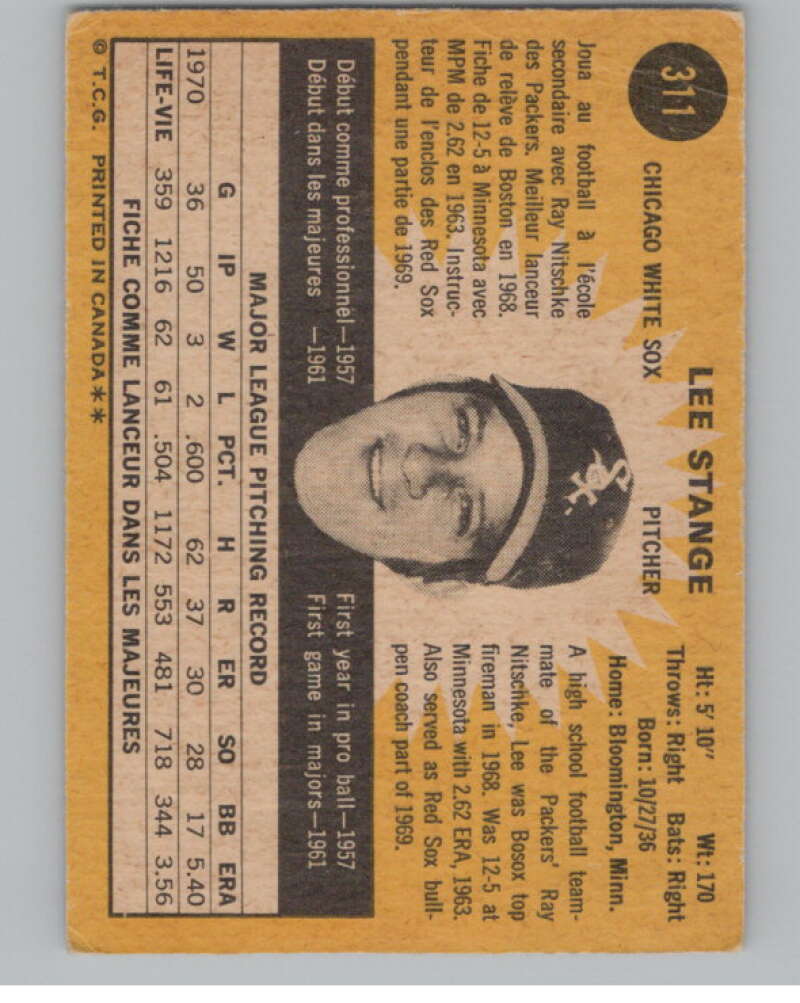 311
LEE STANGE
CHICAGO WHITE SOX PITCHER
Ht: 5' 10" Wt: 170
Throws: Right Bats: Right
Born: 10/27/36
Home: Bloomington, Minn.
Joua au football à l'école
secondaire avec Ray Nitschke
des Packers. Meilleur lanceur
de relève de Boston en 1968.
Fiche de 12-5 à Minnesota avec
MPM de 2.62 en 1963. Instruc-
teur de l'enclos des Red Sox
pendant une partie de 1969.
A high school football team-
mate of the Packers' Ray
Nitschke, Lee was Bosox top
fireman in 1968. Was 12-5 at
Minnesota with 2.62 ERA, 1963.
Also served as Red Sox bull-
pen coach part of 1969.
Début comme professionnel—1957
Début dans les majeures —1961
First year in pro ball—1957
First game in majors—1961
MAJOR LEAGUE PITCHING RECORD
G IP W L PCT. H R ER SO BB ERA
1970 36 50 3 2 .600 62 37 30 28 17 5.40
LIFE-VIE 359 1216 62 61 .504 1172 553 481 718 344 3.56
FICHE COMME LANCEUR DANS LES MAJEURES
© T.C.G. PRINTED IN CANADA**